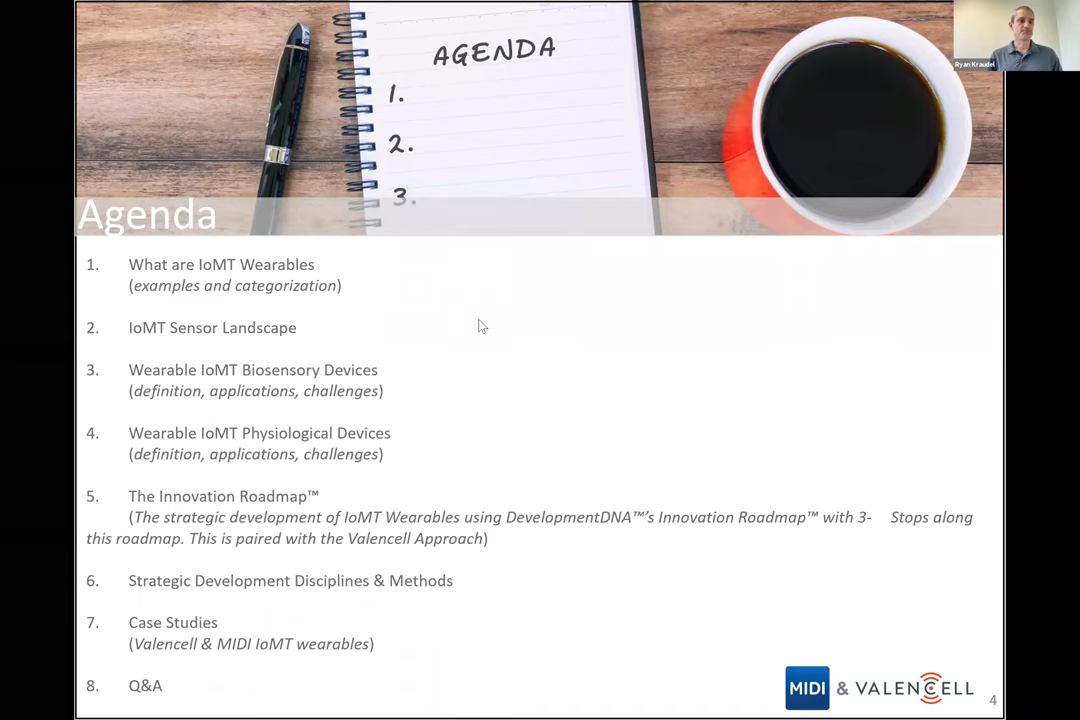 AGENDA
1.
2.
3.
Ryan Kraudel
Agenda
1. What are IoMT Wearables
(examples and categorization)
2. IoMT Sensor Landscape
3. Wearable IoMT Biosensory Devices
(definition, applications, challenges)
4. Wearable IoMT Physiological Devices
(definition, applications, challenges)
5. The Innovation Roadmap™
(The strategic development of IoMT Wearables using DevelopmentDNA™’s Innovation Roadmap™ with 3- Stops along
this roadmap. This is paired with the Valencell Approach)
6. Strategic Development Disciplines & Methods
7. Case Studies
(Valencell & MIDI IoMT wearables)
8. Q&A
MIDI & VALENCELL
4